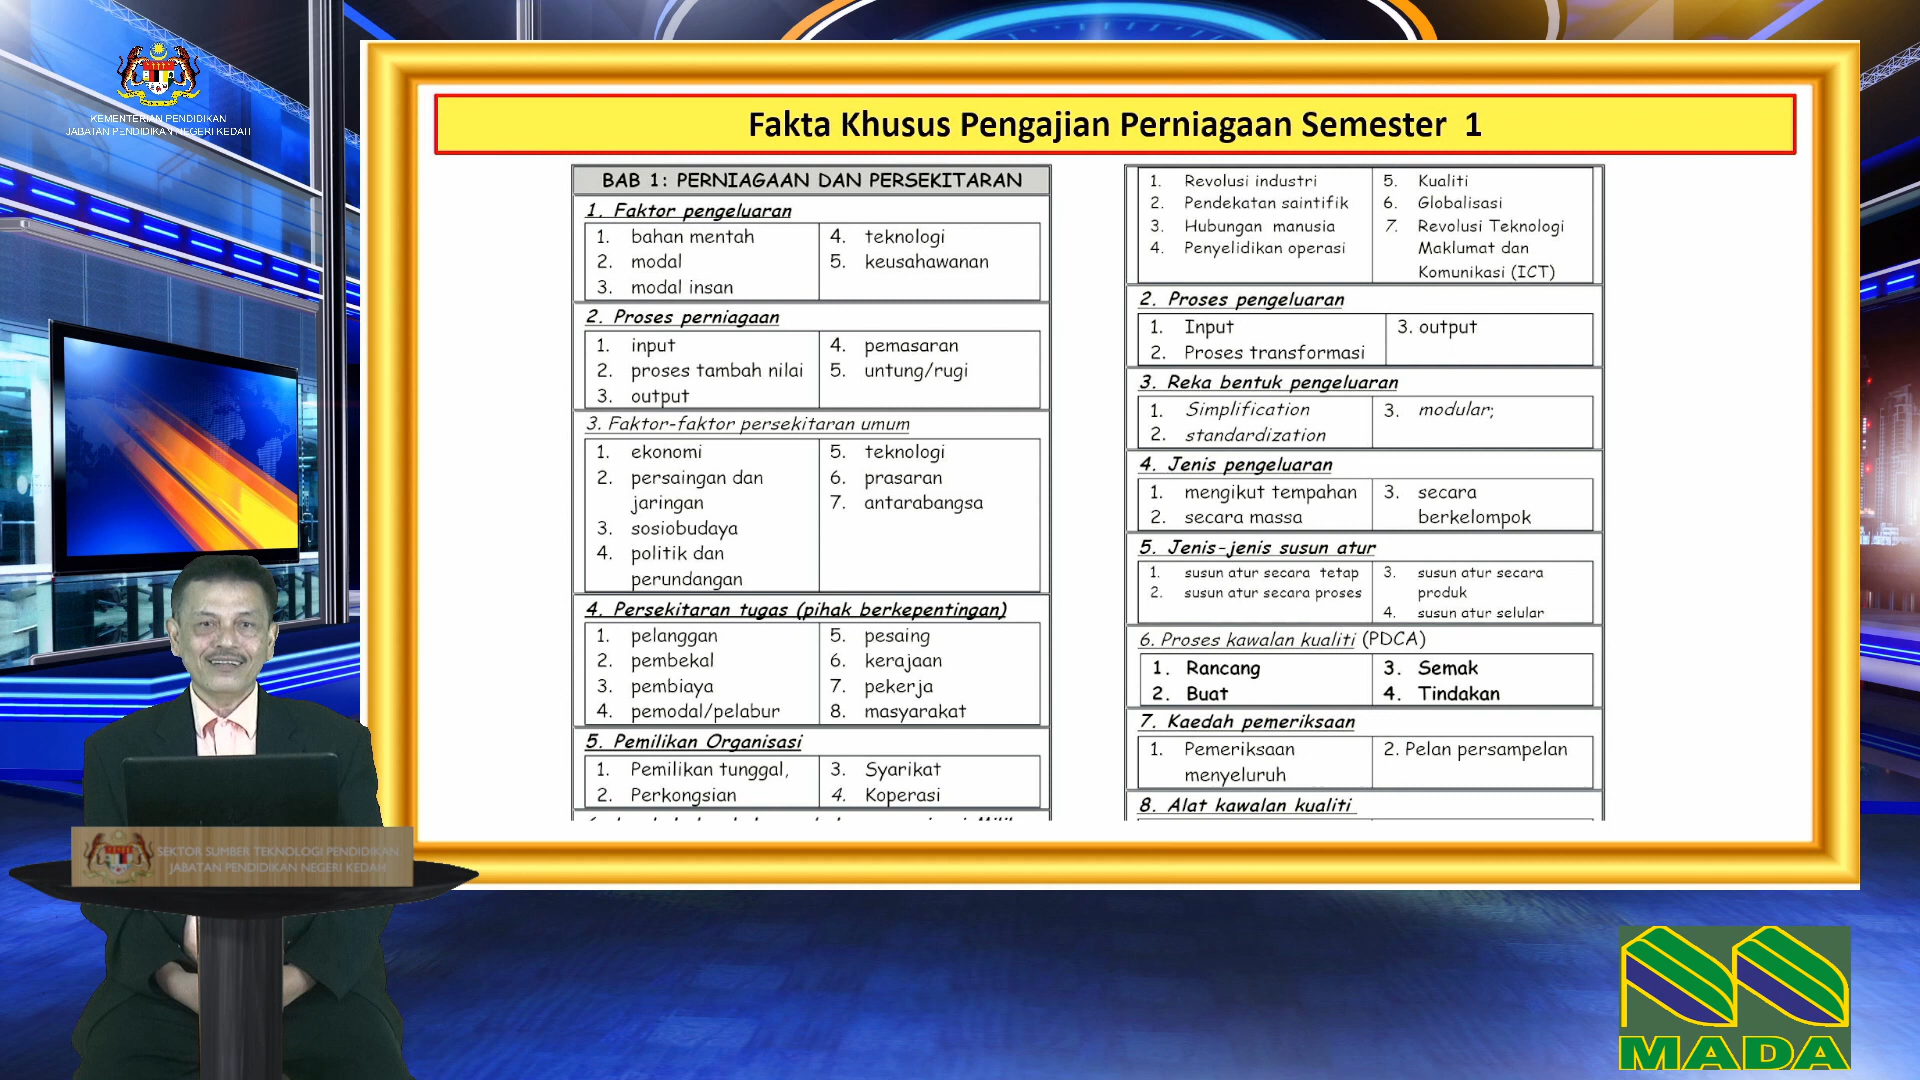 KEMENTERIAN PENDIDIKAN
JABATAN PENDIDIKAN NEGERI KEDAH
Fakta Khusus Pengajian Perniagaan Semester 1
BAB 1: PERNIAGAAN DAN PERSEKITARAN
1. Faktor pengeluaran
1. bahan mentah
2. modal
3. modal insan
4. teknologi
5. keusahawanan
2. Proses perniagaan
1. input
2. proses tambah nilai
3. output
4. pemasaran
5. untung/rugi
3. Faktor-faktor persekitaran umum
1. ekonomi
2. persaingan dan
jaringan
3. sosiobudaya
4. politik dan
perundangan
5. teknologi
6. prasaran
7. antarabangsa
4. Persekitaran tugas (pihak berkepentingan)
1. pelanggan
2. pembekal
3. pembiaya
4. pemodal/pelabur
5. pesaing
6. kerajaan
7. pekerja
8. masyarakat
5. Pemilikan Organisasi
1. Pemilikan tunggal,
2. Perkongsian
3. Syarikat
4. Koperasi
1. Revolusi industri
2. Pendekatan saintifik
3. Hubungan manusia
4. Penyelidikan operasi
5. Kualiti
6. Globalisasi
7. Revolusi Teknologi
Maklumat dan
Komunikasi (ICT)
2. Proses pengeluaran
1. Input
2. Proses transformasi
3. output
3. Reka bentuk pengeluaran
1. Simplification
2. standardization
3. modular;
4. Jenis pengeluaran
1. mengikut tempahan
2. secara massa
3. secara
berkelompok
5. Jenis-jenis susun atur
1. susun atur secara tetap
2. susun atur secara proses
3. susun atur secara
produk
4. susun atur selular
6. Proses kawalan kualiti (PDCA)
1. Rancang
2. Buat
3. Semak
4. Tindakan
7. Kaedah pemeriksaan
1. Pemeriksaan
menyeluruh
2. Pelan persampelan
8. Alat kawalan kualiti
SEKTOR SUMBER TEKNOLOGI PENDIDIKAN
JABATAN PENDIDIKAN NEGERI KEDAH
MADA